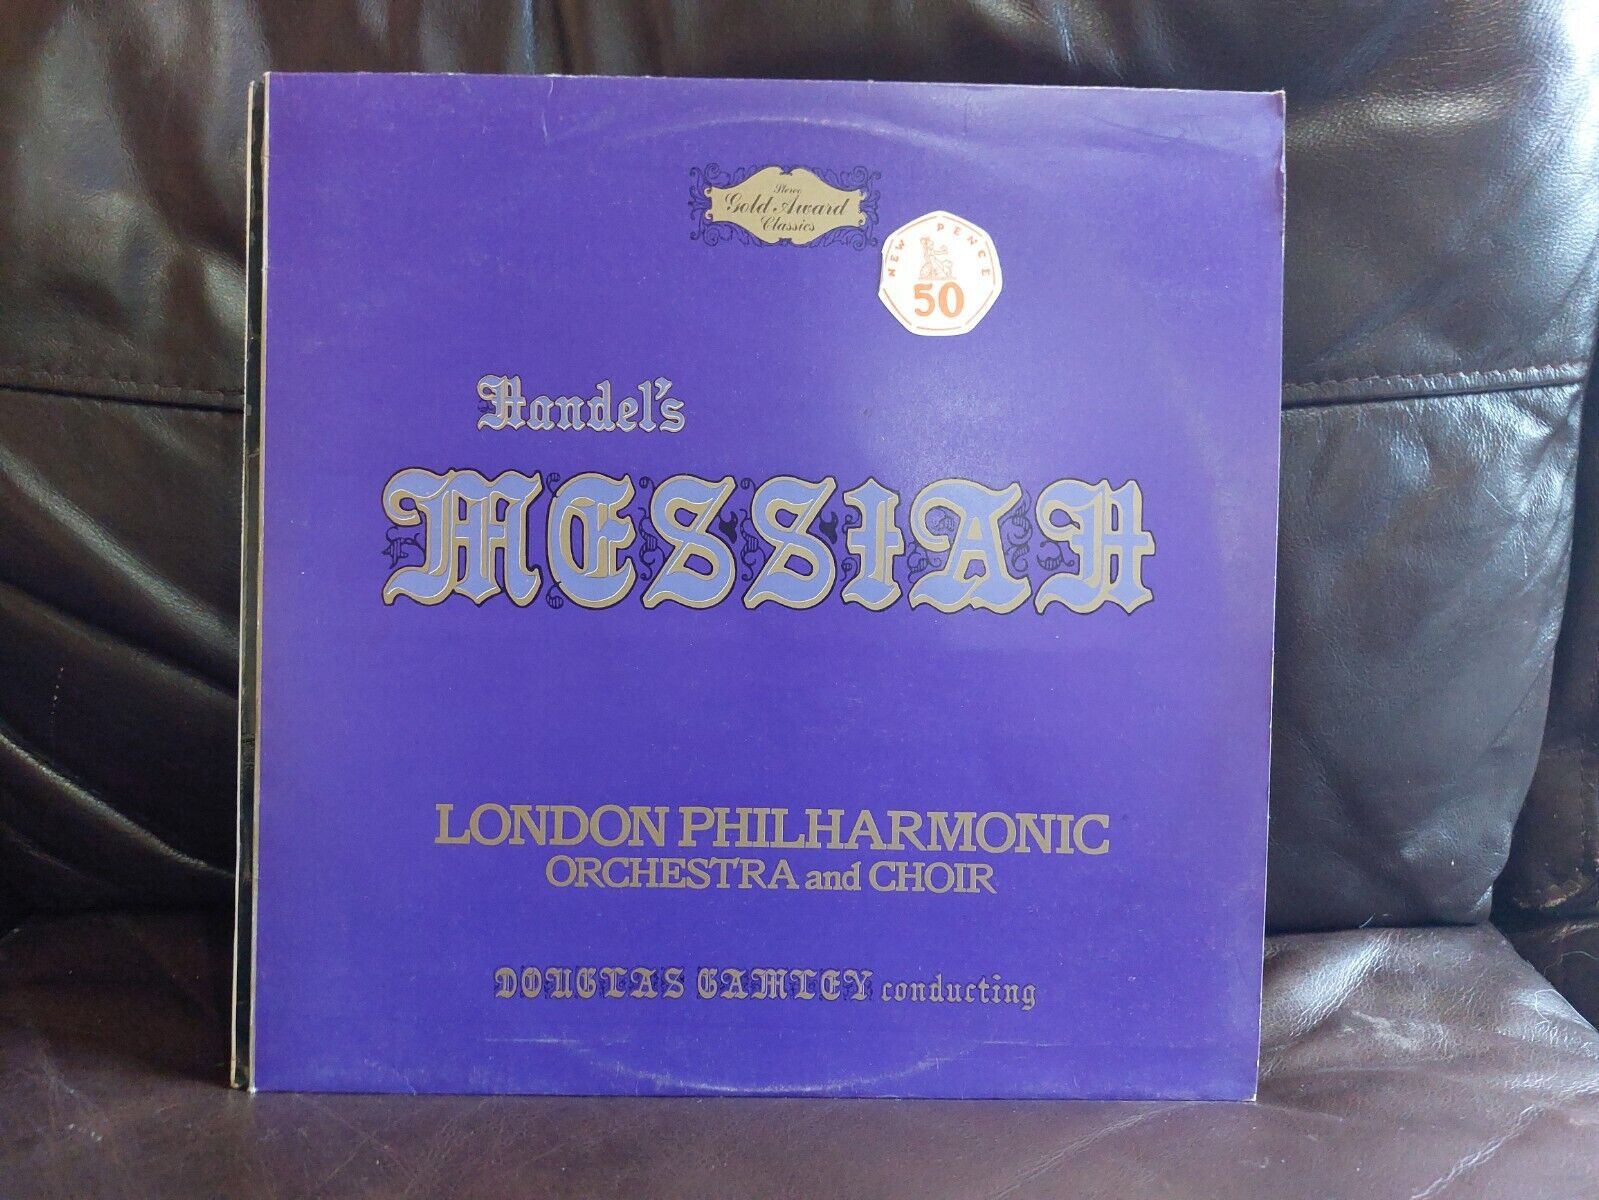 Stereo
Gold Award
Classics
NEW PENCE
50
Handel's
MESSIAH
LONDON PHILHARMONIC
ORCHESTRA and CHOIR
DOUGLAS GAMLEY conducting